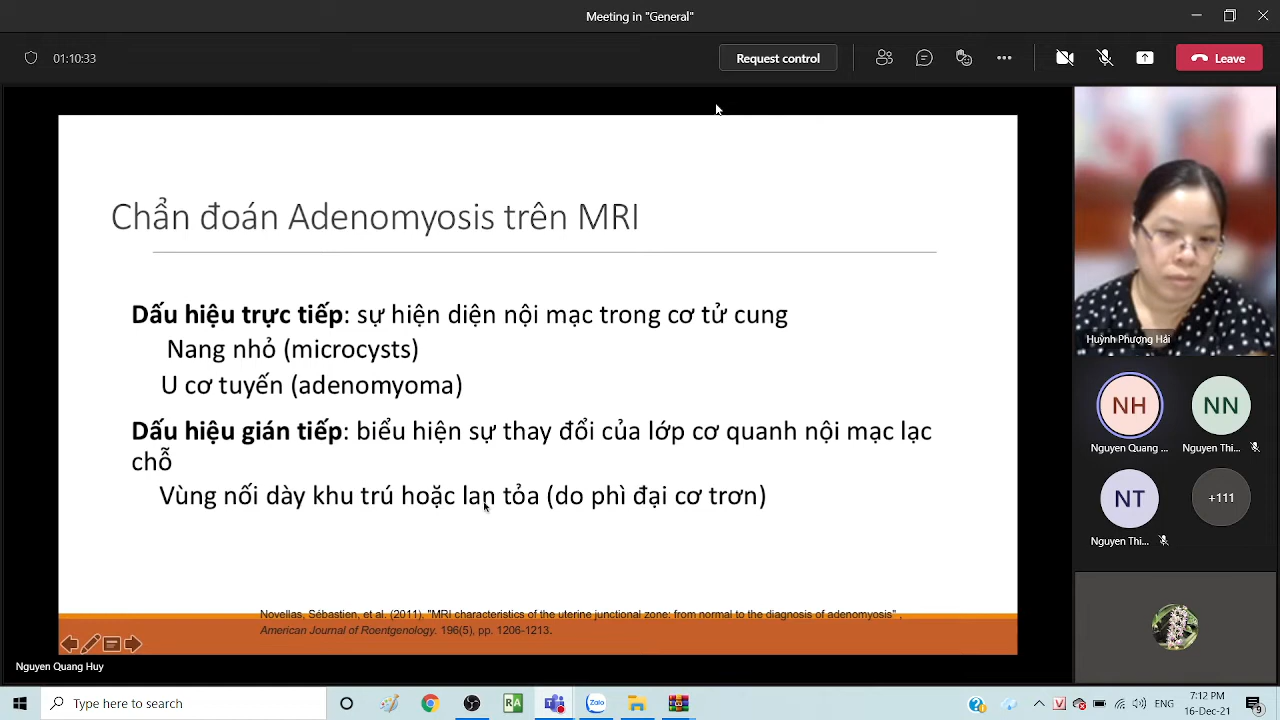 Meeting in "General"
01:10:33
Request control
Leave
Chẩn đoán Adenomyosis trên MRI
Dấu hiệu trực tiếp: sự hiện diện nội mạc trong cơ tử cung
Nang nhỏ (microcysts)
U cơ tuyến (adenomyoma)
Dấu hiệu gián tiếp: biểu hiện sự thay đổi của lớp cơ quanh nội mạc lạc
chỗ
Vùng nối dày khu trú hoặc lan tỏa (do phì đại cơ trơn)
Novellas, Sébastien, et al. (2011), "MRI characteristics of the uterine junctional zone: from normal to the diagnosis of adenomyosis" ,
American Journal of Roentgenology. 196(5), pp. 1206-1213.
Nguyen Quang Huy
Huỳnh Phượng Hải
NH
NN
Nguyen Quang ...
Nguyen Thi...
NT
+111
Nguyen Thi...
Type here to search
RA
Zalo
V
7:12 PM
16-Dec-21
9